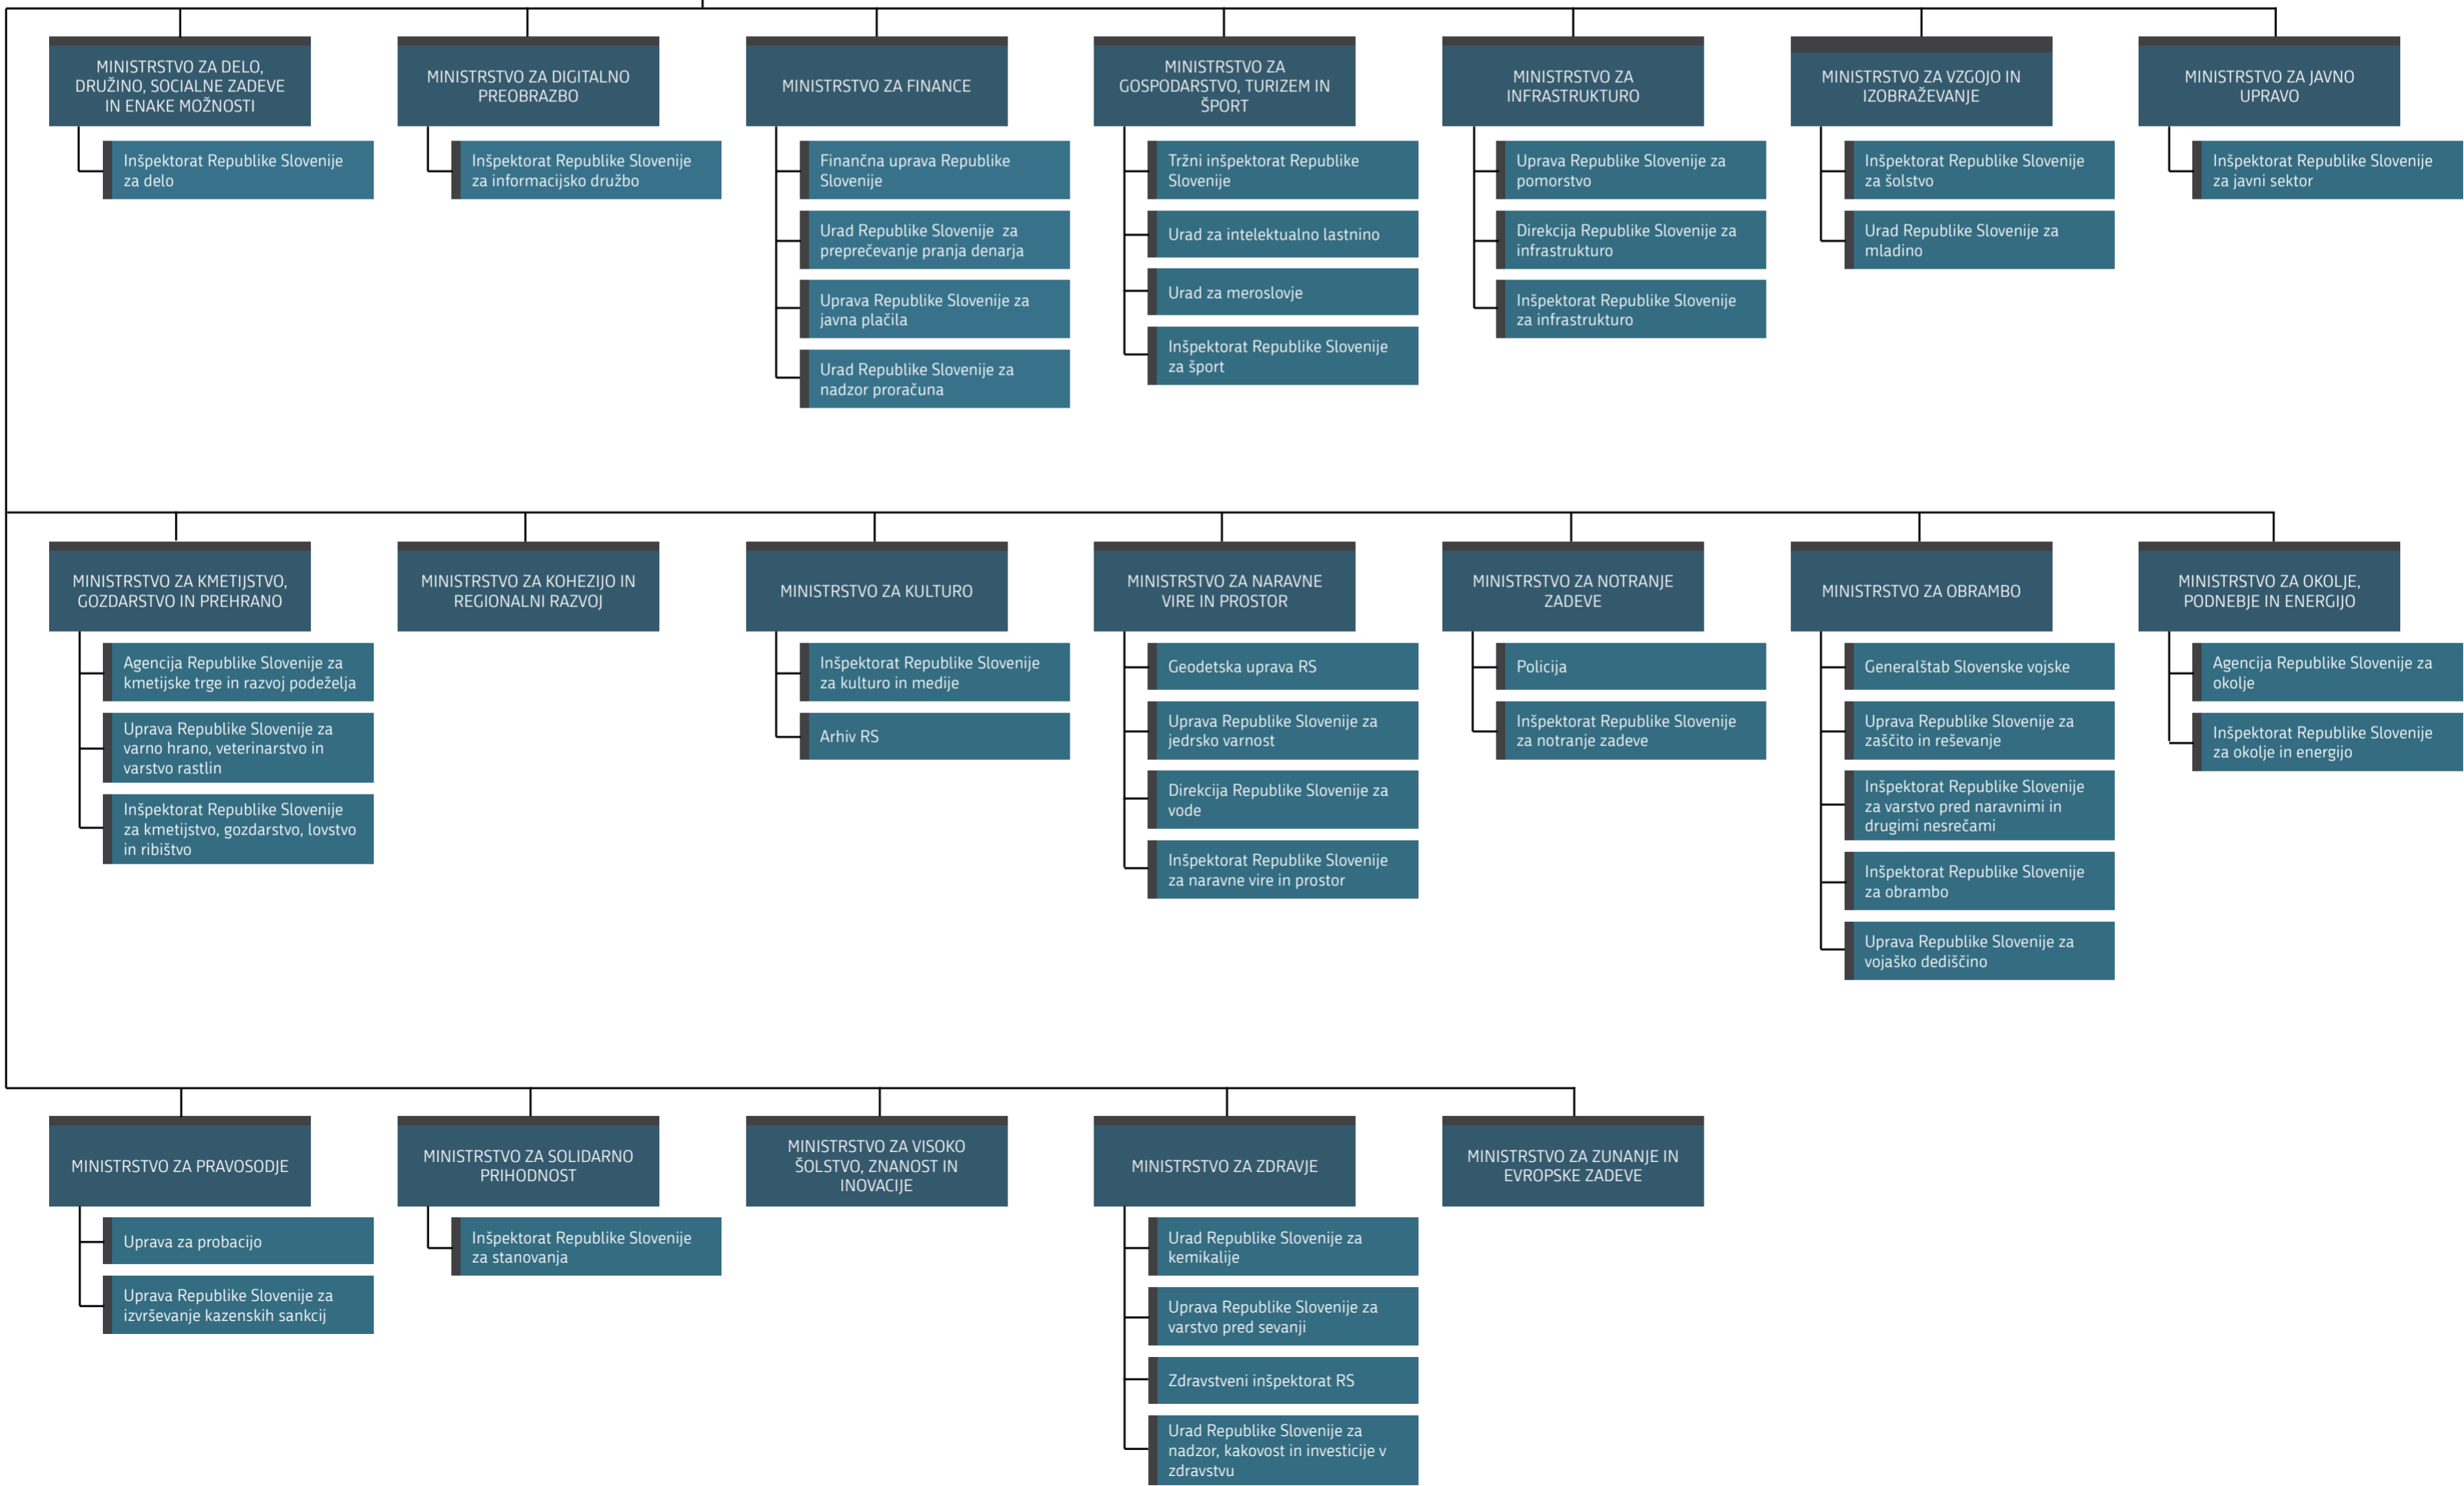 MINISTRSTVO ZA DELO,
DRUŽINO, SOCIALNE ZADEVE
IN ENAKE MOŽNOSTI
Inšpektorat Republike Slovenije
za delo
MINISTRSTVO ZA DIGITALNO
PREOBRAZBO
Inšpektorat Republike Slovenije
za informacijsko družbo
MINISTRSTVO ZA FINANCE
Finančna uprava Republike
Slovenije
Urad Republike Slovenije za
preprečevanje pranja denarja
Uprava Republike Slovenije za
javna plačila
Urad Republike Slovenije za
nadzor proračuna
MINISTRSTVO ZA
GOSPODARSTVO, TURIZEM IN
ŠPORT
Tržni inšpektorat Republike
Slovenije
Urad za intelektualno lastnino
Urad za meroslovje
Inšpektorat Republike Slovenije
za šport
MINISTRSTVO ZA
INFRASTRUKTURO
Uprava Republike Slovenije za
pomorstvo
Direkcija Republike Slovenije za
infrastrukturo
Inšpektorat Republike Slovenije
za infrastrukturo
MINISTRSTVO ZA VZGOJO IN
IZOBRAŽEVANJE
Inšpektorat Republike Slovenije
za šolstvo
Urad Republike Slovenije za
mladino
MINISTRSTVO ZA JAVNO
UPRAVO
Inšpektorat Republike Slovenije
za javni sektor
MINISTRSTVO ZA KMETIJSTVO,
GOZDARSTVO IN PREHRANO
Agencija Republike Slovenije za
kmetijske trge in razvoj podeželja
Uprava Republike Slovenije za
varno hrano, veterinarstvo in
varstvo rastlin
Inšpektorat Republike Slovenije
za kmetijstvo, gozdarstvo, lovstvo
in ribištvo
MINISTRSTVO ZA KOHEZIJO IN
REGIONALNI RAZVOJ
MINISTRSTVO ZA KULTURO
Inšpektorat Republike Slovenije
za kulturo in medije
Arhiv RS
MINISTRSTVO ZA NARAVNE
VIRE IN PROSTOR
Geodetska uprava RS
Uprava Republike Slovenije za
jedrsko varnost
Direkcija Republike Slovenije za
vode
Inšpektorat Republike Slovenije
za naravne vire in prostor
MINISTRSTVO ZA NOTRANJE
ZADEVE
Policija
Inšpektorat Republike Slovenije
za notranje zadeve
MINISTRSTVO ZA OBRAMBO
Generalštab Slovenske vojske
Uprava Republike Slovenije za
zaščito in reševanje
Inšpektorat Republike Slovenije
za varstvo pred naravnimi in
drugimi nesrečami
Inšpektorat Republike Slovenije
za obrambo
Uprava Republike Slovenije za
vojaško dediščino
MINISTRSTVO ZA OKOLJE,
PODNEBJE IN ENERGIJO
Agencija Republike Slovenije za
okolje
Inšpektorat Republike Slovenije
za okolje in energijo
MINISTRSTVO ZA PRAVOSODJE
Uprava za probacijo
Uprava Republike Slovenije za
izvrševanje kazenskih sankcij
MINISTRSTVO ZA SOLIDARNO
PRIHODNOST
Inšpektorat Republike Slovenije
za stanovanja
MINISTRSTVO ZA VISOKO
ŠOLSTVO, ZNANOST IN
INOVACIJE
MINISTRSTVO ZA ZDRAVJE
Urad Republike Slovenije za
kemikalije
Uprava Republike Slovenije za
varstvo pred sevanji
Zdravstveni inšpektorat RS
Urad Republike Slovenije za
nadzor, kakovost in investicije v
zdravstvu
MINISTRSTVO ZA ZUNANJE IN
EVROPSKE ZADEVE